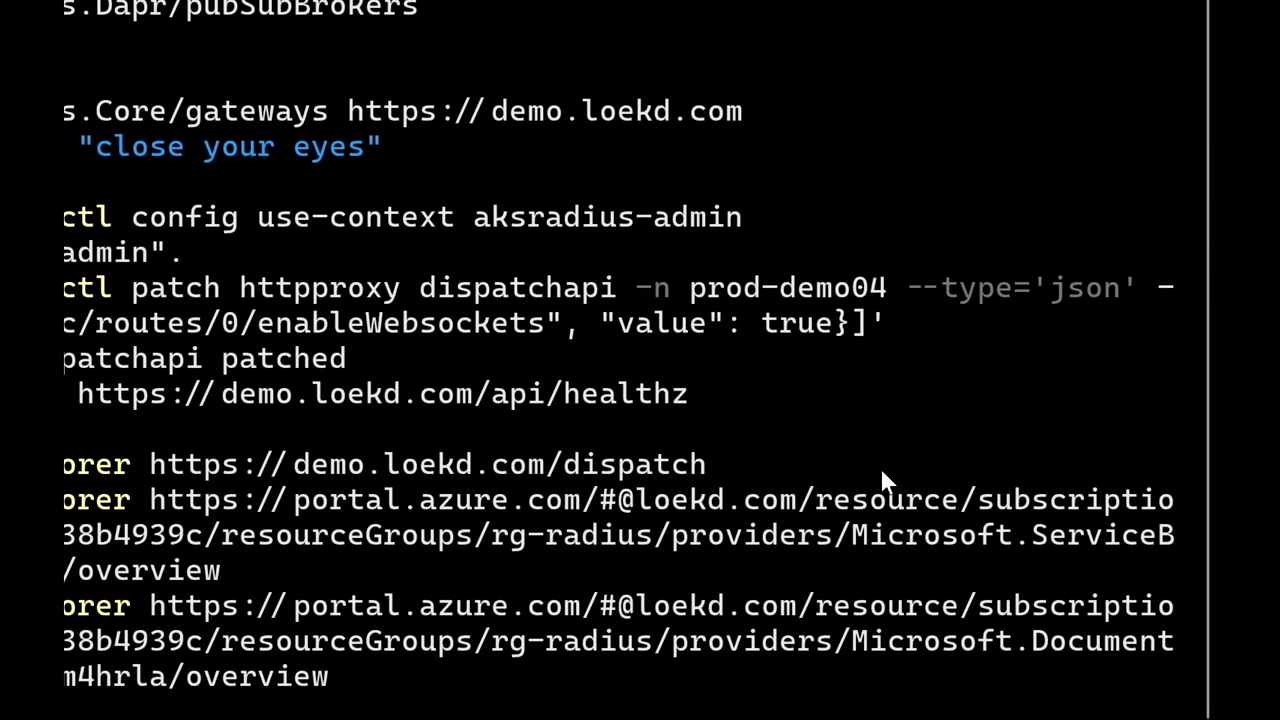 s.Dapr/pubSubBrokers
s.Core/gateways https://demo.loekd.com
"close your eyes"
ctl config use-context aksradius-admin
admin".
ctl patch httpproxy dispatchapi -n prod-demo04 --type='json' -
c/routes/0/enableWebsockets", "value": true}]'
patchapi patched
https://demo.loekd.com/api/healthz
orer https://demo.loekd.com/dispatch
orer https://portal.azure.com/#@loekd.com/resource/subscriptio
38b4939c/resourceGroups/rg-radius/providers/Microsoft.ServiceB
/overview
orer https://portal.azure.com/#@loekd.com/resource/subscriptio
38b4939c/resourceGroups/rg-radius/providers/Microsoft.Document
m4hrla/overview